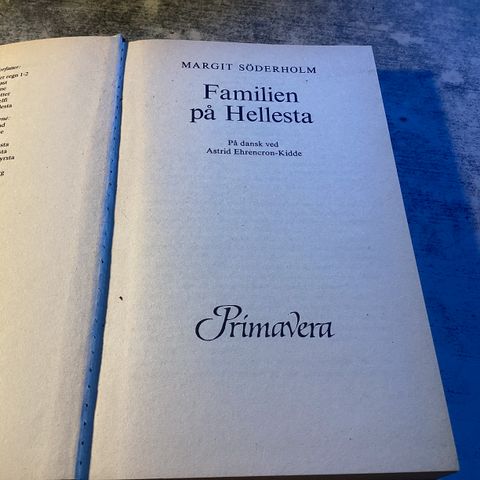 MARGIT SÖDERHOLM
Familien
på Hellesta
På dansk ved
Astrid Ehrencron-Kidde
Primavera